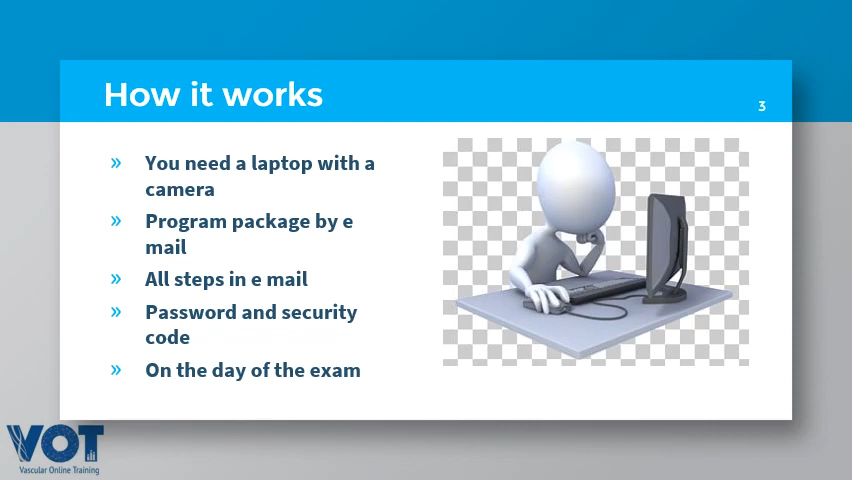 How it works
3
» You need a laptop with a
camera
» Program package by e
mail
» All steps in e mail
» Password and security
code
» On the day of the exam
VOT
Vascular Online Training